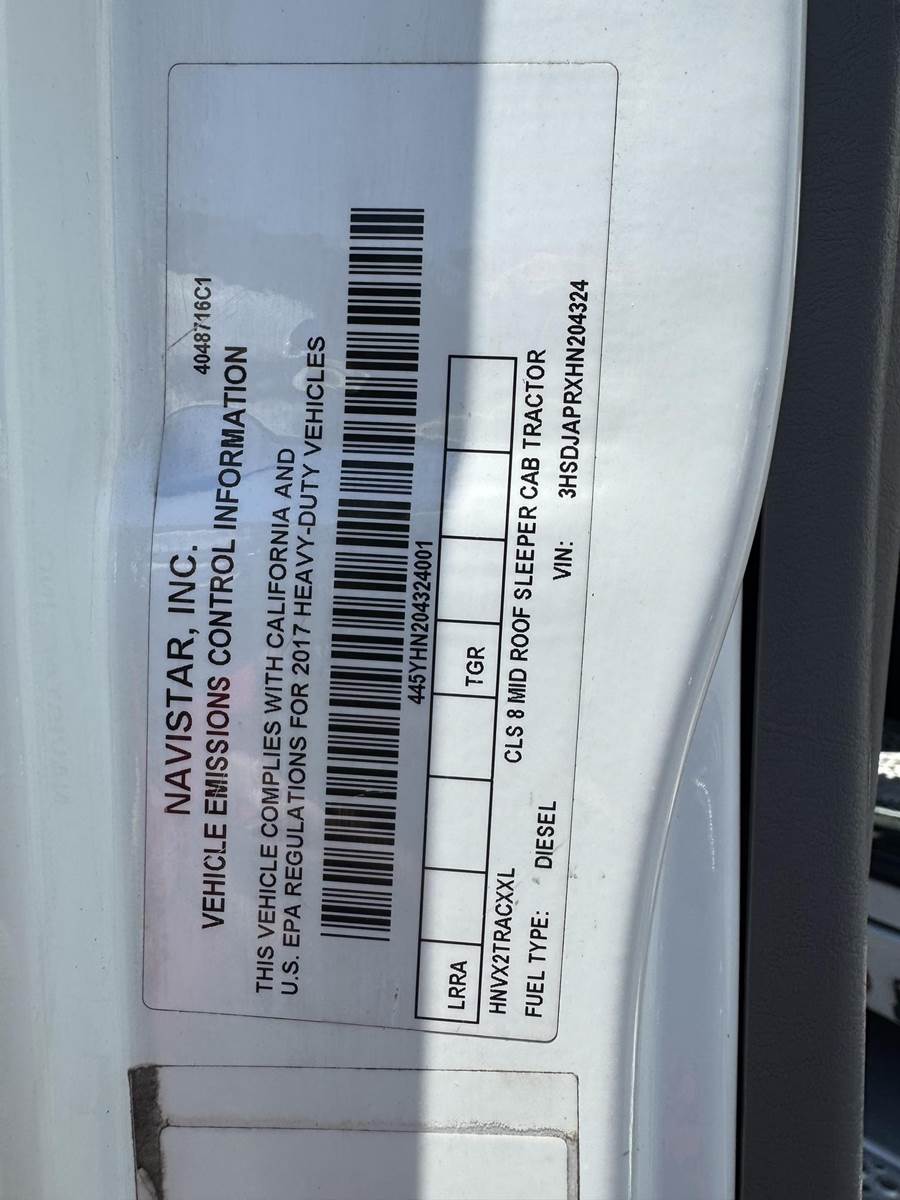 4048716C1
NAVISTAR, INC.
VEHICLE EMISSIONS CONTROL INFORMATION
THIS VEHICLE COMPLIES WITH CALIFORNIA AND
U.S. EPA REGULATIONS FOR 2017 HEAVY-DUTY VEHICLES
445YHN204324001
LRRA TGR
HNVX2TRACXXL CLS 8 MID ROOF SLEEPER CAB TRACTOR
FUEL TYPE: DIESEL VIN: 3HSDJAPRXHN204324